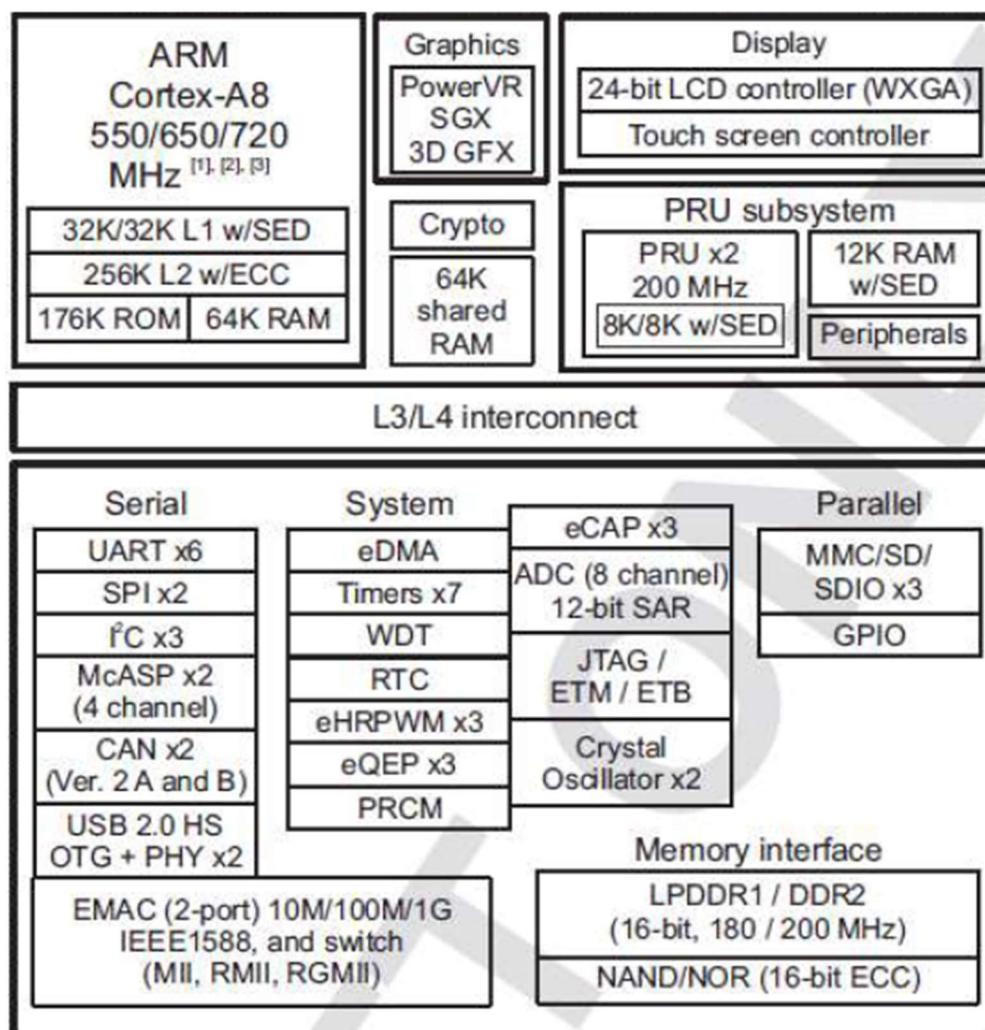 ARM
Cortex-A8
550/650/720
MHz [1], [2], [3]
32K/32K L1 w/SED
256K L2 w/ECC
176K ROM
64K RAM
Graphics
PowerVR
SGX
3D GFX
Crypto
64K
shared
RAM
Display
24-bit LCD controller (WXGA)
Touch screen controller
PRU subsystem
PRU x2
200 MHz
8K/8K w/SED
12K RAM
w/SED
Peripherals
L3/L4 interconnect
Serial
UART x6
SPI x2
I²C x3
McASP x2
(4 channel)
CAN x2
(Ver. 2 A and B)
USB 2.0 HS
OTG + PHY x2
EMAC (2-port) 10M/100M/1G
IEEE1588, and switch
(MII, RMII, RGMII)
System
eDMA
Timers x7
WDT
RTC
eHRPWM x3
eQEP x3
PRCM
eCAP x3
ADC (8 channel)
12-bit SAR
JTAG /
ETM / ETB
Crystal
Oscillator x2
Parallel
MMC/SD/
SDIO x3
GPIO
Memory interface
LPDDR1 / DDR2
(16-bit, 180 / 200 MHz)
NAND/NOR (16-bit ECC)